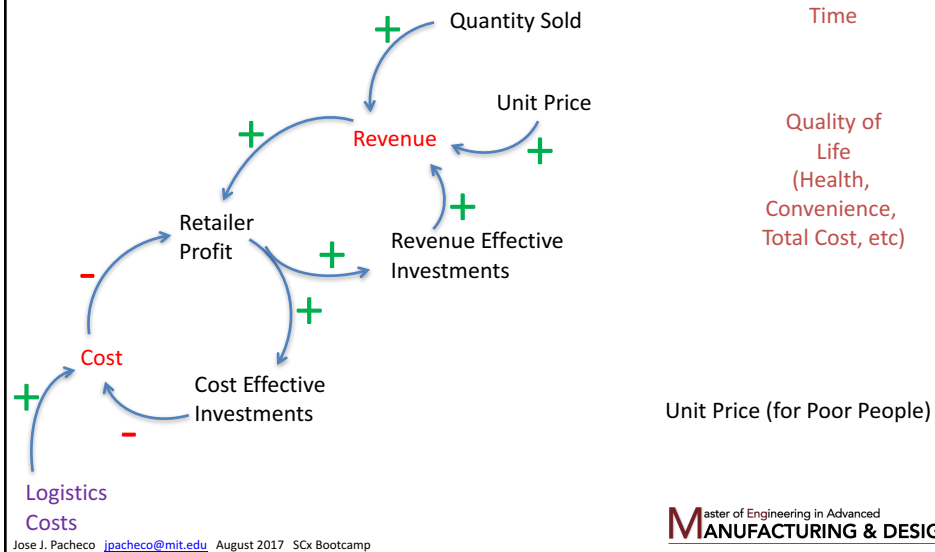 Quantity Sold
Time
+
Unit Price
+
Revenue
+
Quality of
Life
(Health,
Convenience,
Total Cost, etc)
+
Retailer
Profit
Revenue Effective
Investments
+
-
+
Cost
Cost Effective
Investments
+
-
Unit Price (for Poor People)
Logistics
Costs
Master of Engineering in Advanced
MANUFACTURING & DESIG
Jose J. Pacheco jpacheco@mit.edu August 2017 SCx Bootcamp